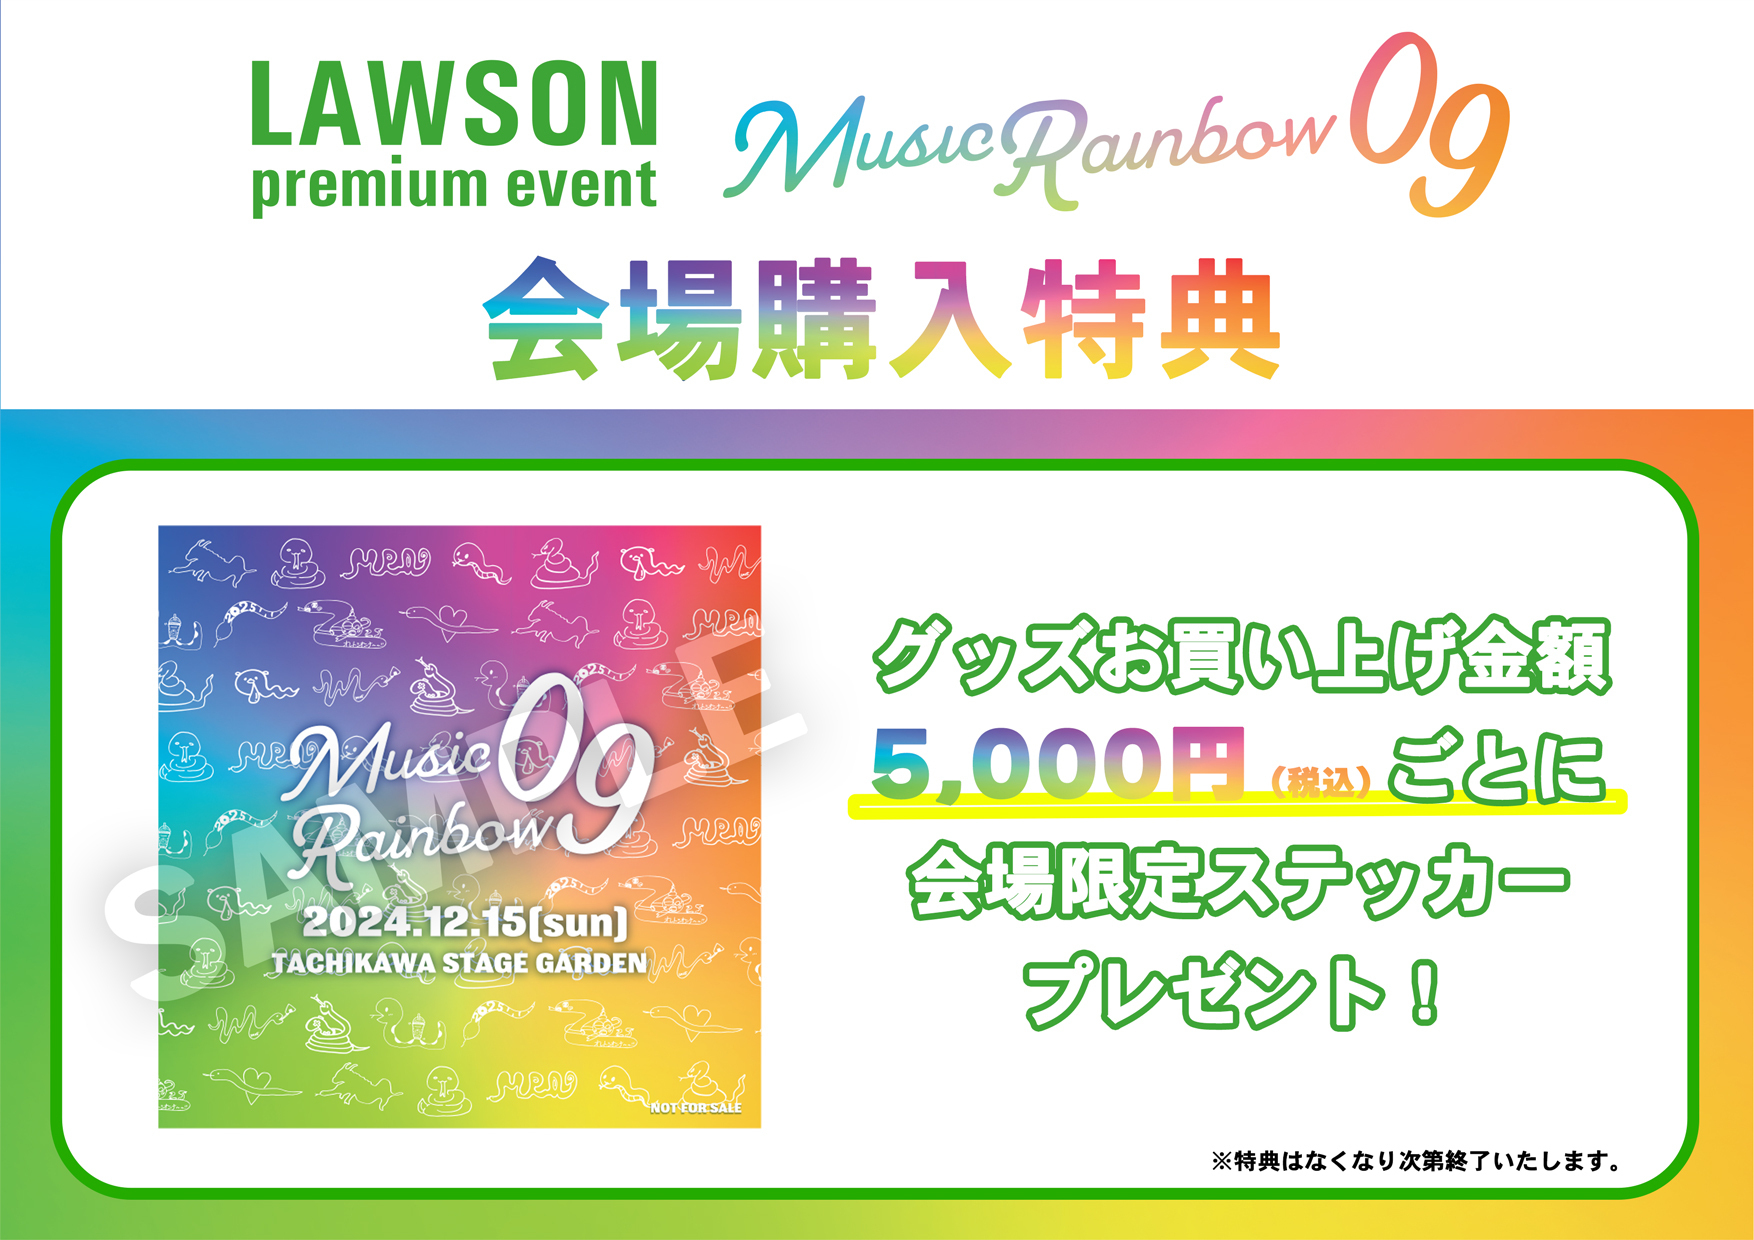 LAWSON
premium event
Music Rainbow 09
会場購入特典
Music 09
Rainbow
2024.12.15(sun)
TACHIKAWA STAGE GARDEN
NOT FOR SALE
SAMPLE
グッズお買い上げ金額
5,000円（税込）ごとに
会場限定ステッカー
プレゼント！
※特典はなくなり次第終了いたします。